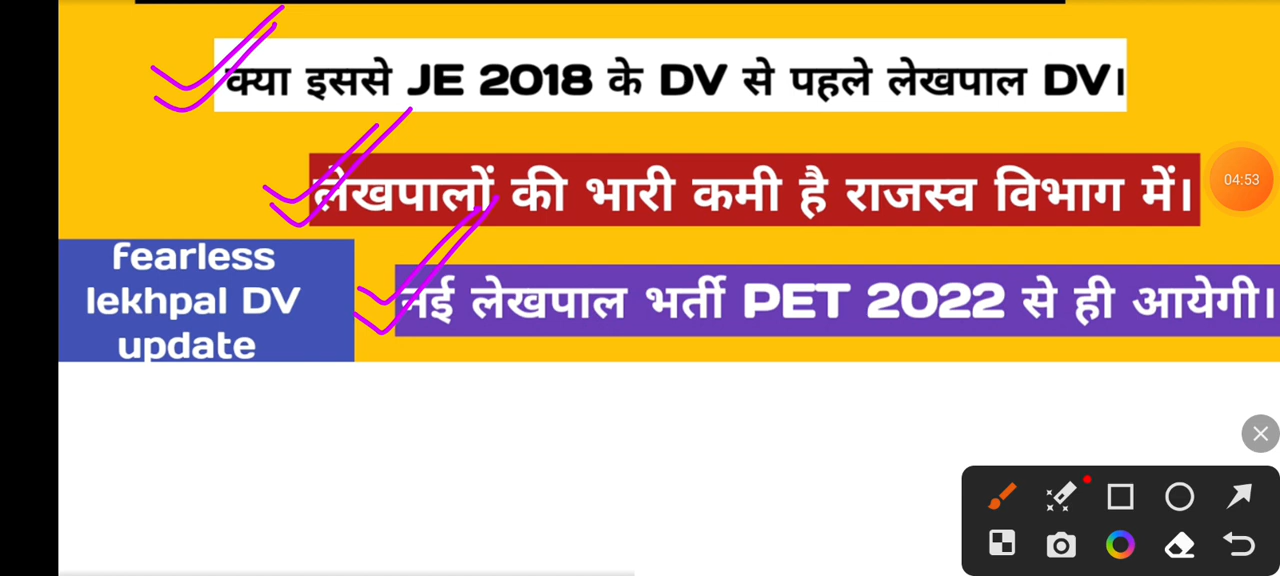 क्या इससे JE 2018 के DV से पहले लेखपाल DV।
लेखपालों की भारी कमी है राजस्व विभाग में।
04:53
fearless
lekhpal DV
update
नई लेखपाल भर्ती PET 2022 से ही आयेगी।